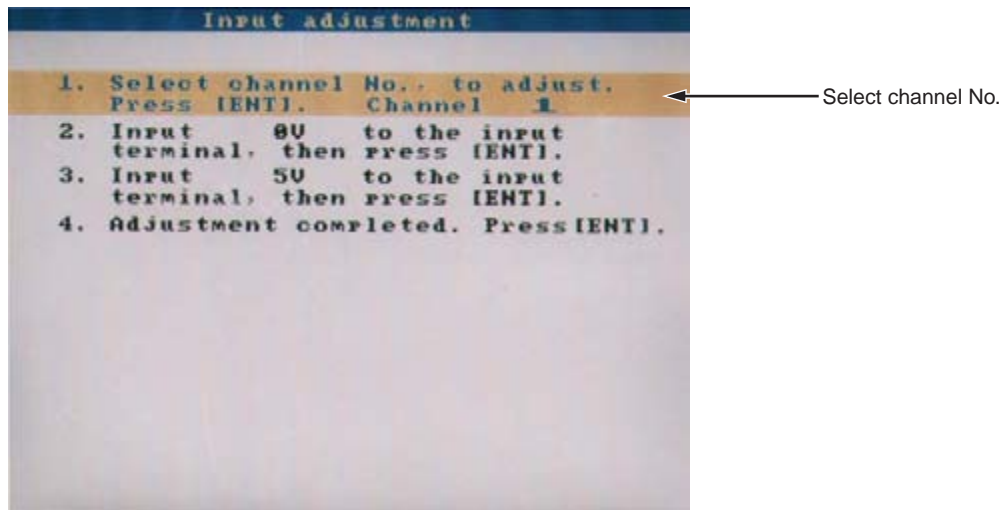 Input adjustment
1. Select channel No., to adjust.
Press [ENT]. Channel 1
Select channel No.
2. Input 0V to the input
terminal, then press [ENT].
3. Input 5V to the input
terminal, then press [ENT].
4. Adjustment completed. Press[ENT].